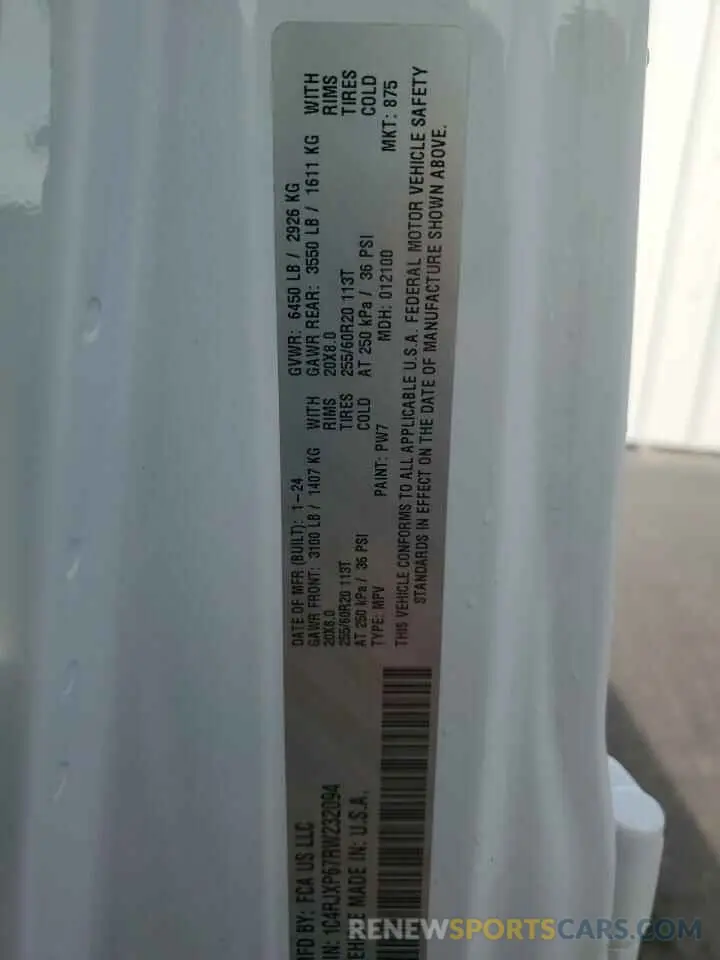 MFD BY: FCA US LLC
DATE OF MFR (BUILT): 1-24
GVWR: 6450 LB / 2926 KG
GAWR FRONT: 3100 LB / 1407 KG WITH
20X8.0 RIMS
255/60R20 113T TIRES
AT 250 kPa / 36 PSI COLD
GAWR REAR: 3550 LB / 1611 KG WITH
20X8.0 RIMS
255/60R20 113T TIRES
AT 250 kPa / 36 PSI COLD
IN: 1C4RJXP67RW232094
EHICLE MADE IN: U.S.A.
TYPE: MPV PAINT: PW7 MDH: 012100 MKT: 875
THIS VEHICLE CONFORMS TO ALL APPLICABLE U.S.A. FEDERAL MOTOR VEHICLE SAFETY
STANDARDS IN EFFECT ON THE DATE OF MANUFACTURE SHOWN ABOVE.
RENEWSPORTSCARS.COM